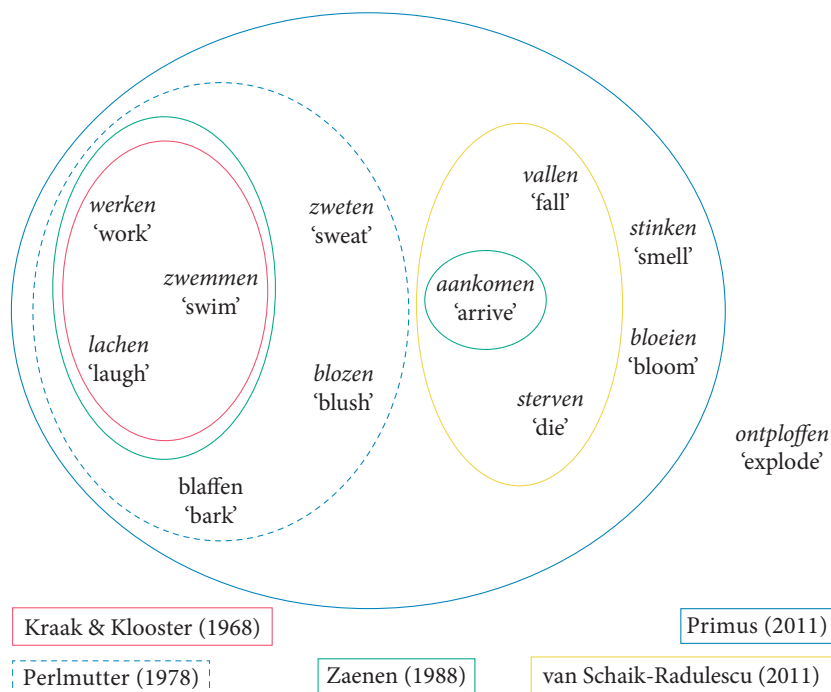 vallen
‘fall’
werken
‘work’
zweten
‘sweat’
stinken
‘smell’
zwemmen
‘swim’
aankomen
‘arrive’
lachen
‘laugh’
blozen
‘blush’
bloeien
‘bloom’
sterven
‘die’
ontploffen
‘explode’
blaffen
‘bark’
Kraak & Klooster (1968)
Primus (2011)
Perlmutter (1978)
Zaenen (1988)
van Schaik-Radulescu (2011)